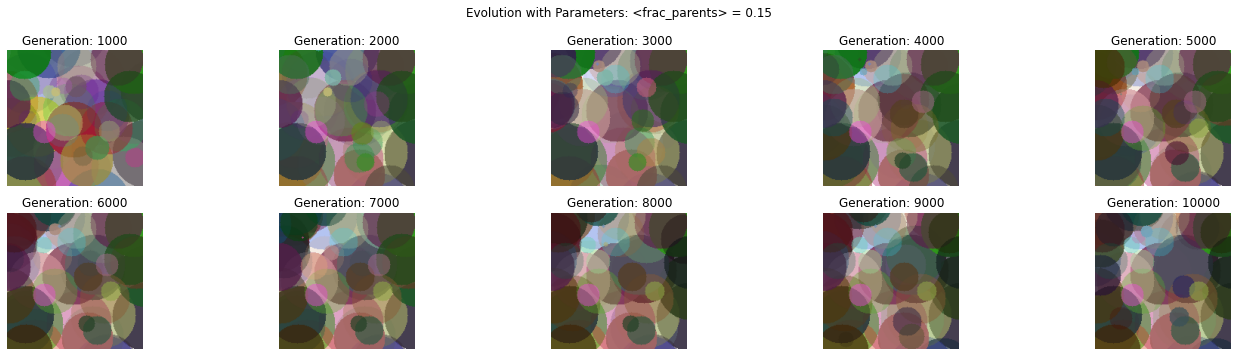 Evolution with Parameters: <frac_parents> = 0.15
Generation: 1000
Generation: 2000
Generation: 3000
Generation: 4000
Generation: 5000
Generation: 6000
Generation: 7000
Generation: 8000
Generation: 9000
Generation: 10000